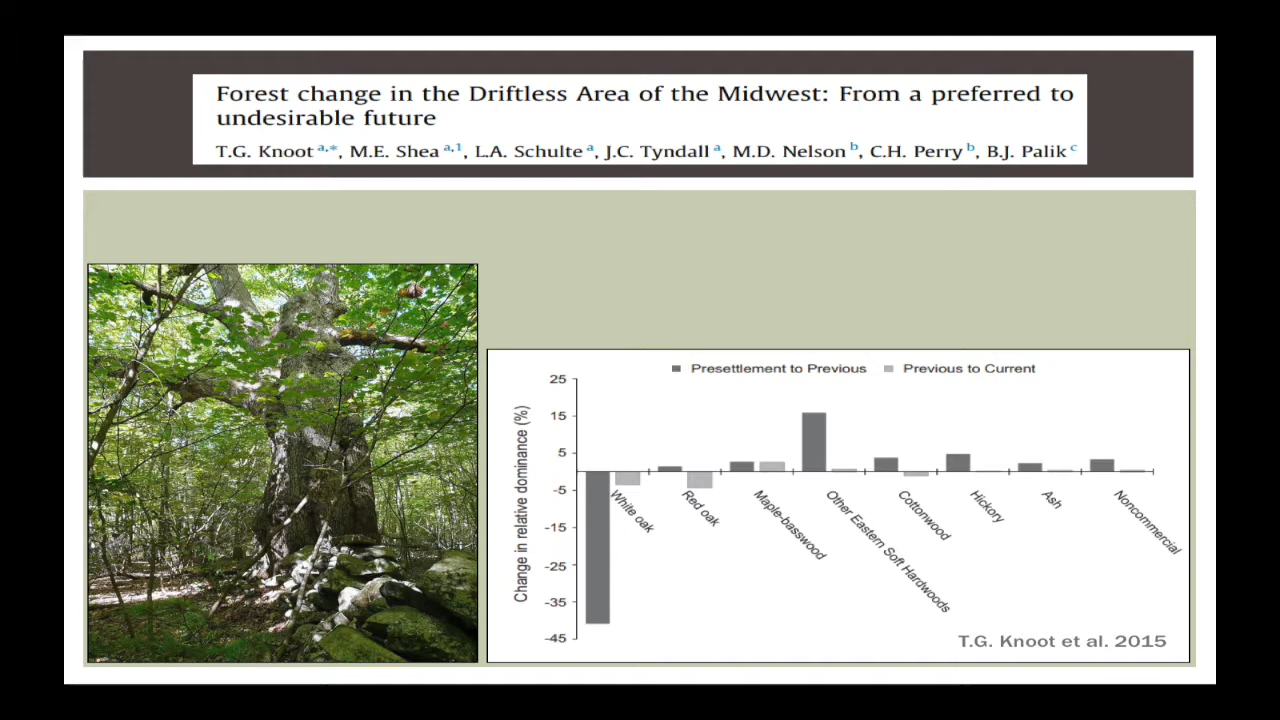 Forest change in the Driftless Area of the Midwest: From a preferred to
undesirable future
T.G. Knoot a,*, M.E. Shea a,1, L.A. Schulte a, J.C. Tyndall a, M.D. Nelson b, C.H. Perry b, B.J. Palik c
Presettlement to Previous
Previous to Current
Change in relative dominance (%)
25
15
5
-5
-15
-25
-35
-45
White oak
Red oak
Maple-basswood
Other Eastern Soft Hardwoods
Cottonwood
Hickory
Ash
Noncommercial
T.G. Knoot et al. 2015